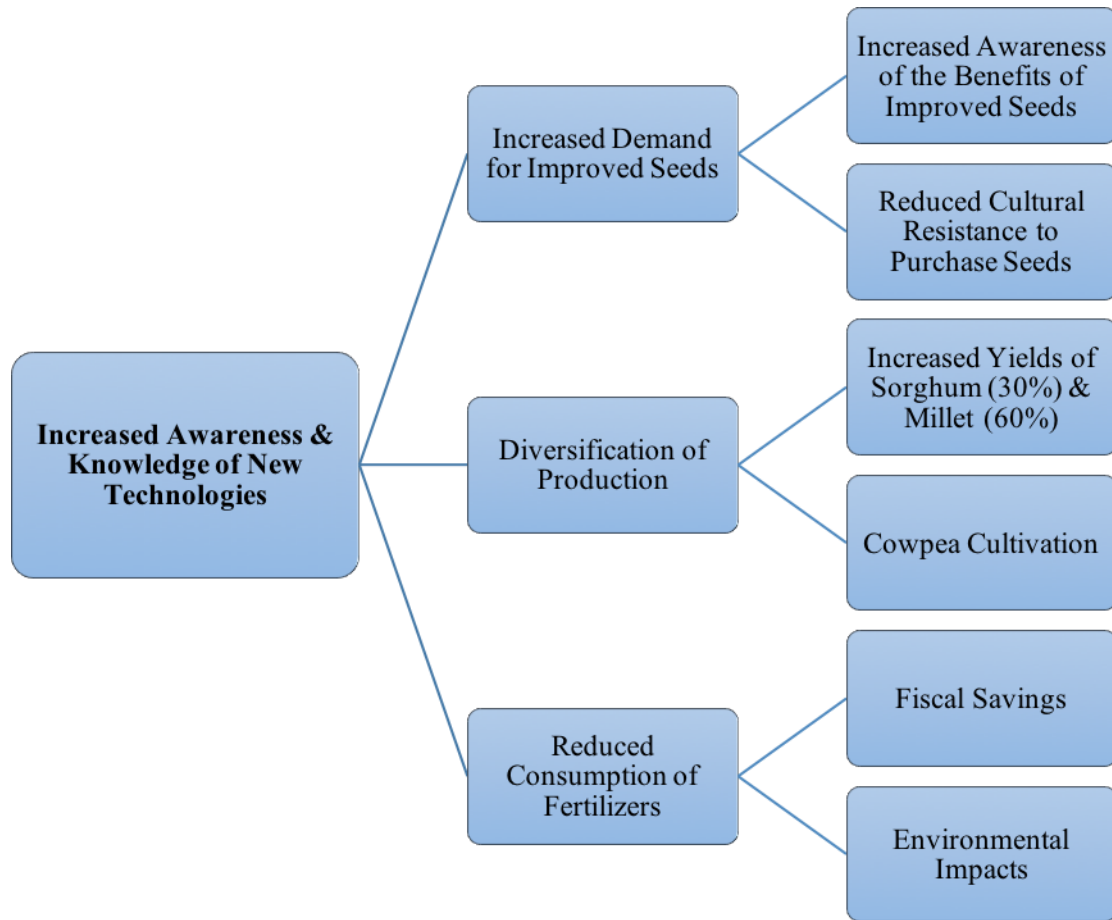 Increased Awareness &
Knowledge of New
Technologies
Increased Demand
for Improved Seeds
Increased Awareness
of the Benefits of
Improved Seeds
Reduced Cultural
Resistance to
Purchase Seeds
Diversification of
Production
Increased Yields of
Sorghum (30%) &
Millet (60%)
Cowpea Cultivation
Reduced
Consumption of
Fertilizers
Fiscal Savings
Environmental
Impacts